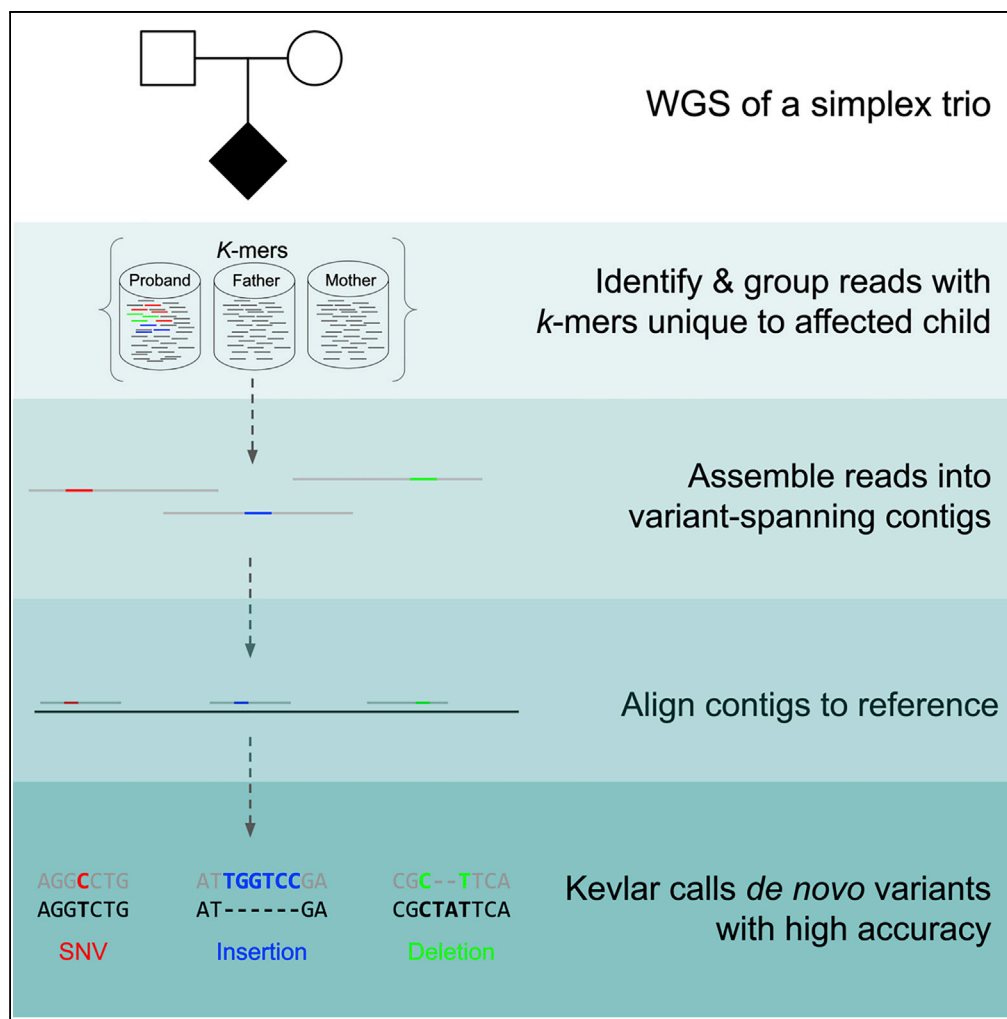 WGS of a simplex trio
K-mers
Proband
Father
Mother
Identify & group reads with
k-mers unique to affected child
Assemble reads into
variant-spanning contigs
Align contigs to reference
AGGCCTG
AGGTCTG
SNV
ATTGGTCCGA
AT------GA
Insertion
CGC--TTCA
CGCTATTCA
Deletion
Kevlar calls de novo variants
with high accuracy